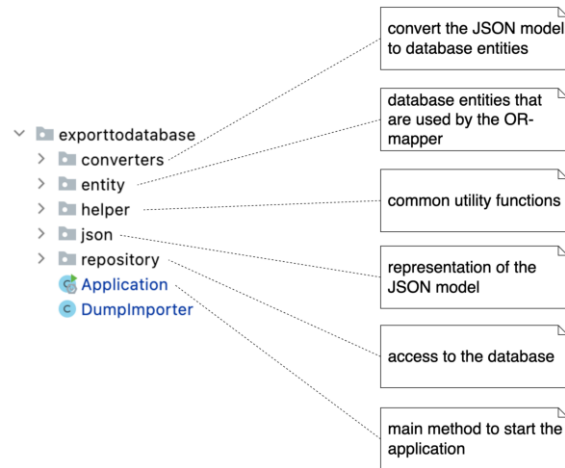 convert the JSON model
to database entities
database entities that
are used by the OR-
mapper
exporttodatabase
converters
entity
helper
json
repository
Application
DumpImporter
common utility functions
representation of the
JSON model
access to the database
main method to start the
application